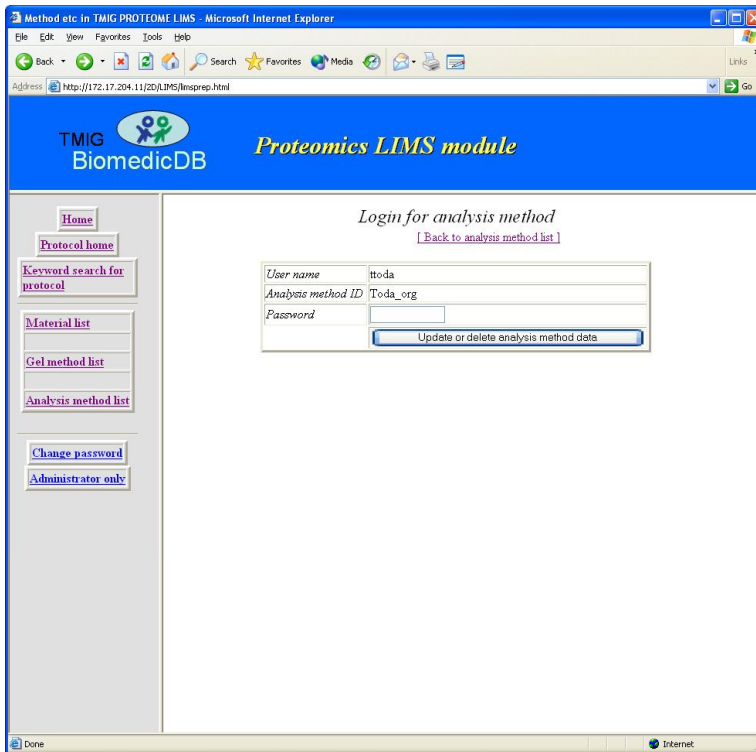 Method etc in TMIG PROTEOME LIMS - Microsoft Internet Explorer
File Edit View Favorites Tools Help
Back Search Favorites Media Links
Address http://172.17.204.11/2D/LIMS/limsprep.html Go
TMIG
BiomedicDB
Proteomics LIMS module
Home
Protocol home
Keyword search for
protocol
Material list
Gel method list
Analysis method list
Change password
Administrator only
Login for analysis method
[ Back to analysis method list ]
User name ttoda
Analysis method ID Toda_org
Password
Update or delete analysis method data
Done Internet